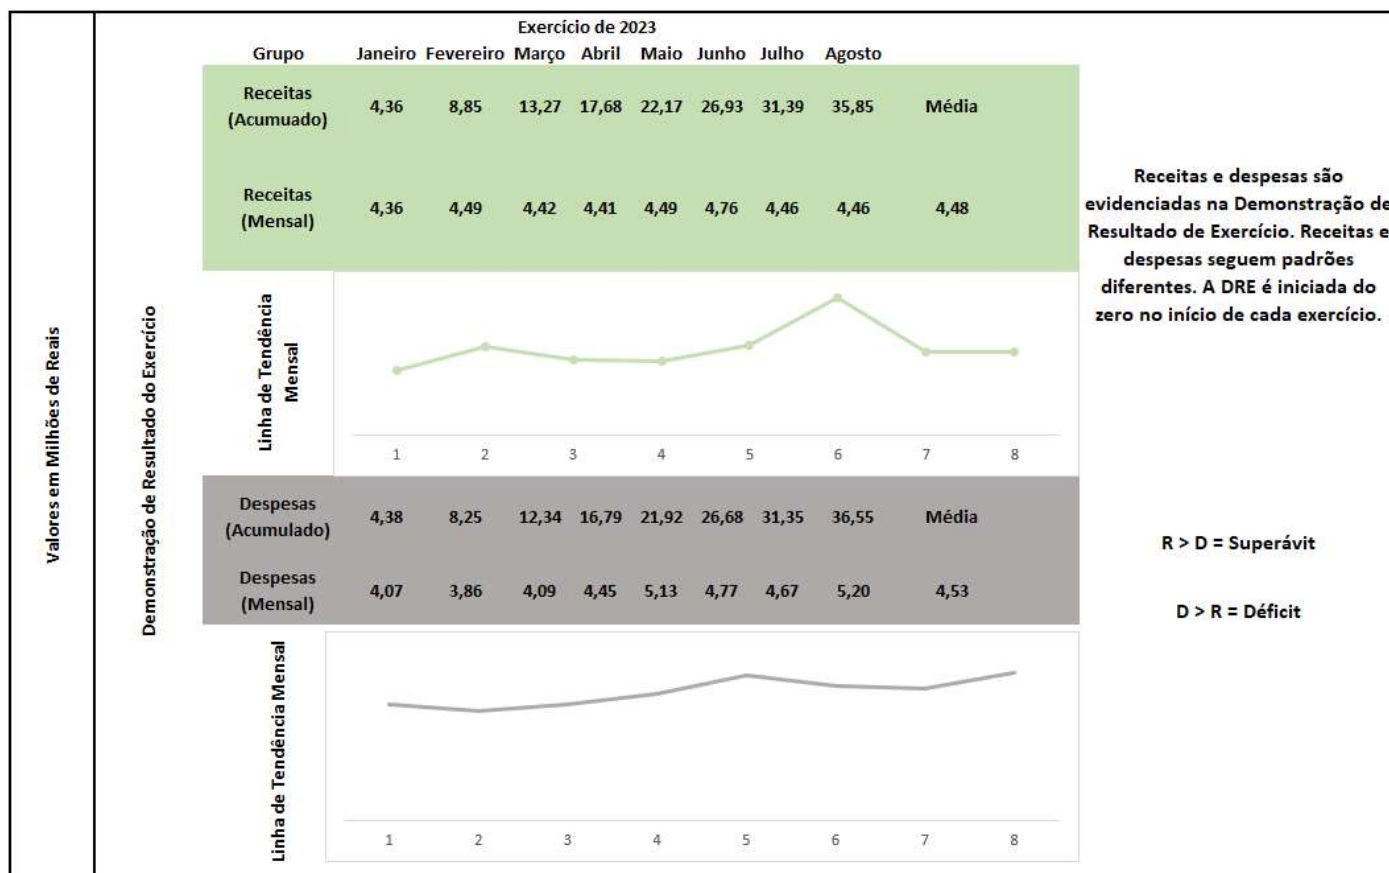 Valores em Milhões de Reais
Demonstração de Resultado do Exercício
Exercício de 2023
Grupo Janeiro Fevereiro Março Abril Maio Junho Julho Agosto
Receitas
(Acumuado) 4,36 8,85 13,27 17,68 22,17 26,93 31,39 35,85 Média
Receitas
(Mensal) 4,36 4,49 4,42 4,41 4,49 4,76 4,46 4,46 4,48
Linha de Tendência
Mensal
1 2 3 4 5 6 7 8
Despesas
(Acumulado) 4,38 8,25 12,34 16,79 21,92 26,68 31,35 36,55 Média
Despesas
(Mensal) 4,07 3,86 4,09 4,45 5,13 4,77 4,67 5,20 4,53
Linha de Tendência Mensal
1 2 3 4 5 6 7 8
Receitas e despesas são
evidenciadas na Demonstração de
Resultado de Exercício. Receitas e
despesas seguem padrões
diferentes. A DRE é iniciada do
zero no início de cada exercício.
R > D = Superávit
D > R = Déficit